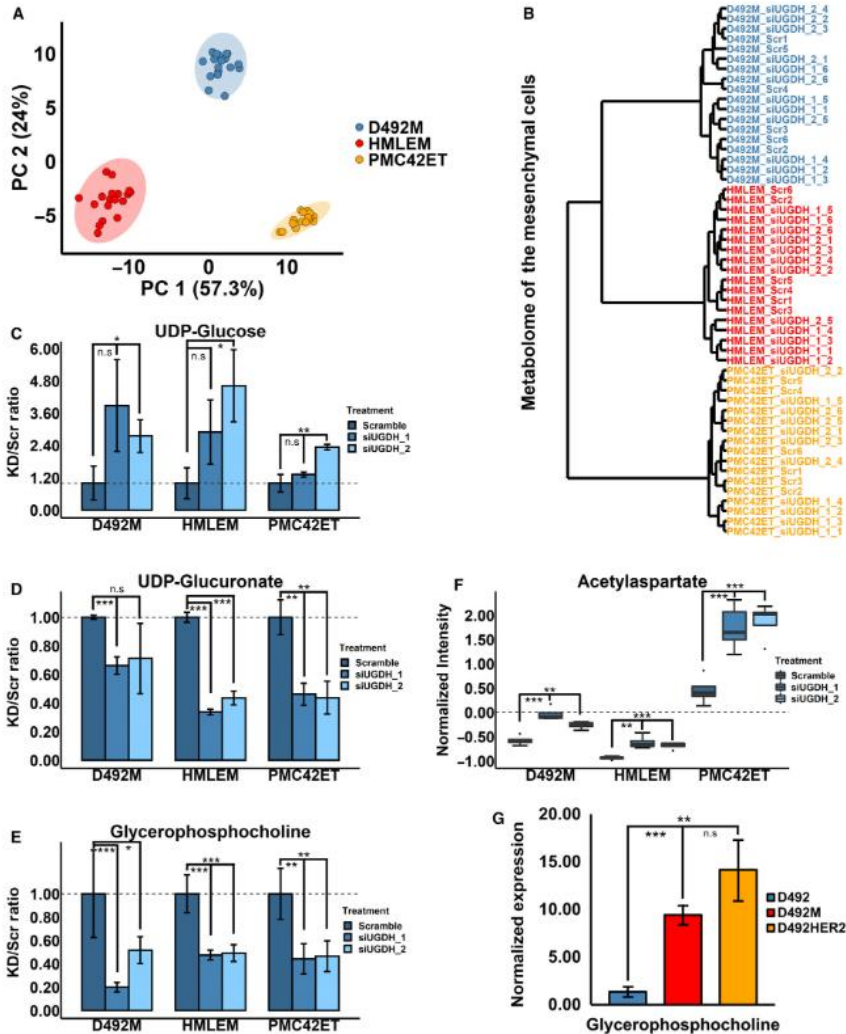 A
PC 2 (24%)
10
5
0
−5
−10
0
10
PC 1 (57.3%)
D492M
HMLEM
PMC42ET
B
Metabolome of the mesenchymal cells
D492M_siUGDH_2_4
D492M_siUGDH_2_2
D492M_siUGDH_2_3
D492M_Scr1
D492M_Scr5
D492M_siUGDH_2_1
D492M_siUGDH_1_6
D492M_siUGDH_2_6
D492M_Scr4
D492M_siUGDH_1_5
D492M_siUGDH_1_1
D492M_siUGDH_2_5
D492M_Scr3
D492M_Scr6
D492M_Scr2
D492M_siUGDH_1_4
D492M_siUGDH_1_2
D492M_siUGDH_1_3
HMLEM_Scr6
HMLEM_Scr2
HMLEM_siUGDH_1_5
HMLEM_siUGDH_1_6
HMLEM_siUGDH_2_6
HMLEM_siUGDH_2_1
HMLEM_siUGDH_2_3
HMLEM_siUGDH_2_4
HMLEM_siUGDH_2_2
HMLEM_Scr5
HMLEM_Scr4
HMLEM_Scr1
HMLEM_Scr3
HMLEM_siUGDH_2_5
HMLEM_siUGDH_1_4
HMLEM_siUGDH_1_3
HMLEM_siUGDH_1_1
HMLEM_siUGDH_1_2
PMC42ET_siUGDH_2_2
PMC42ET_Scr5
PMC42ET_Scr4
PMC42ET_siUGDH_1_5
PMC42ET_siUGDH_2_6
PMC42ET_siUGDH_2_5
PMC42ET_siUGDH_2_1
PMC42ET_siUGDH_2_3
PMC42ET_Scr6
PMC42ET_siUGDH_2_4
PMC42ET_Scr1
PMC42ET_Scr3
PMC42ET_Scr2
PMC42ET_siUGDH_1_4
PMC42ET_siUGDH_1_2
PMC42ET_siUGDH_1_3
PMC42ET_siUGDH_1_1
C
UDP-Glucose
KD/Scr ratio
6.00
4.80
3.60
2.40
1.20
0.00
*
n.s
*
n.s
**
n.s
D492M
HMLEM
PMC42ET
Treatment
Scramble
siUGDH_1
siUGDH_2
D
UDP-Glucuronate
KD/Scr ratio
1.00
0.80
0.60
0.40
0.20
0.00
n.s
***
***
***
**
**
D492M
HMLEM
PMC42ET
Treatment
Scramble
siUGDH_1
siUGDH_2
E
Glycerophosphocholine
KD/Scr ratio
1.00
0.80
0.60
0.40
0.20
0.00
*
***
***
***
**
**
D492M
HMLEM
PMC42ET
Treatment
Scramble
siUGDH_1
siUGDH_2
F
Acetylaspartate
Normalized Intensity
2.00
1.50
1.00
0.50
0.00
−0.50
−1.00
**
***
***
**
***
***
D492M
HMLEM
PMC42ET
Treatment
Scramble
siUGDH_1
siUGDH_2
G
Normalized expression
20.00
15.00
10.00
5.00
0.00
**
***
n.s
Glycerophosphocholine
D492
D492M
D492HER2